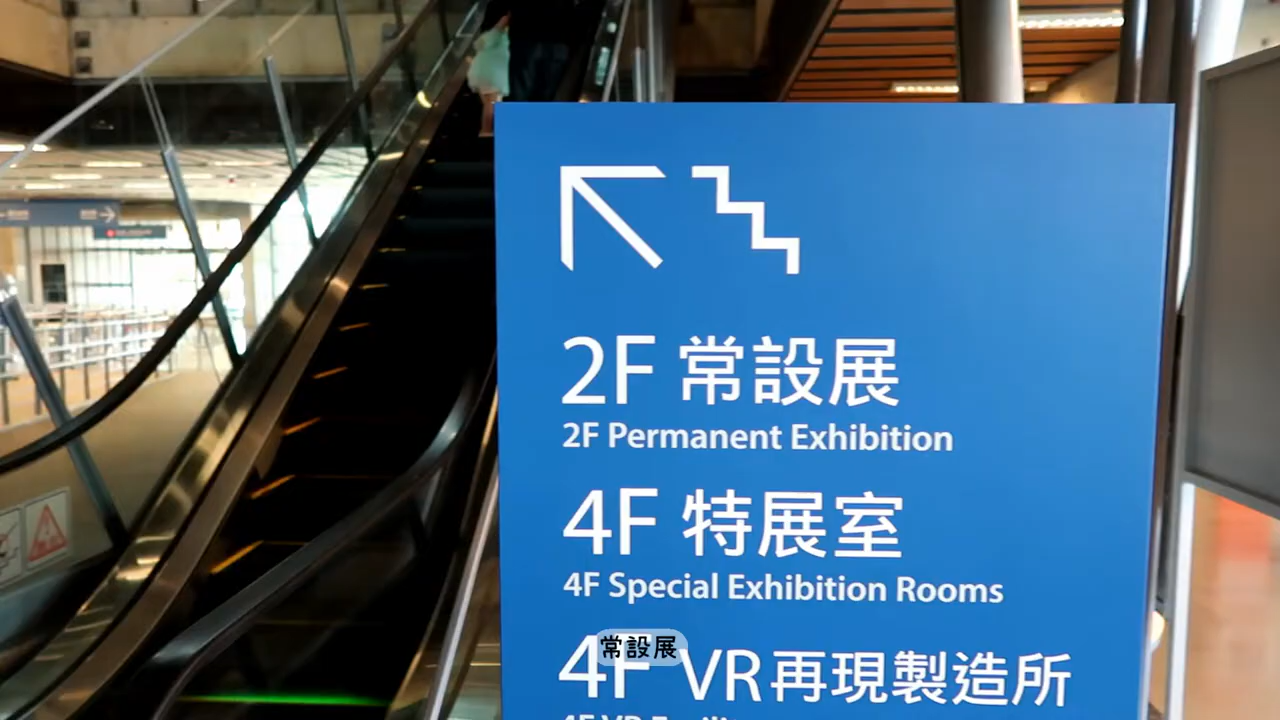 2F 常設展
2F Permanent Exhibition
4F 特展室
4F Special Exhibition Rooms
4F VR再現製造所
常設展